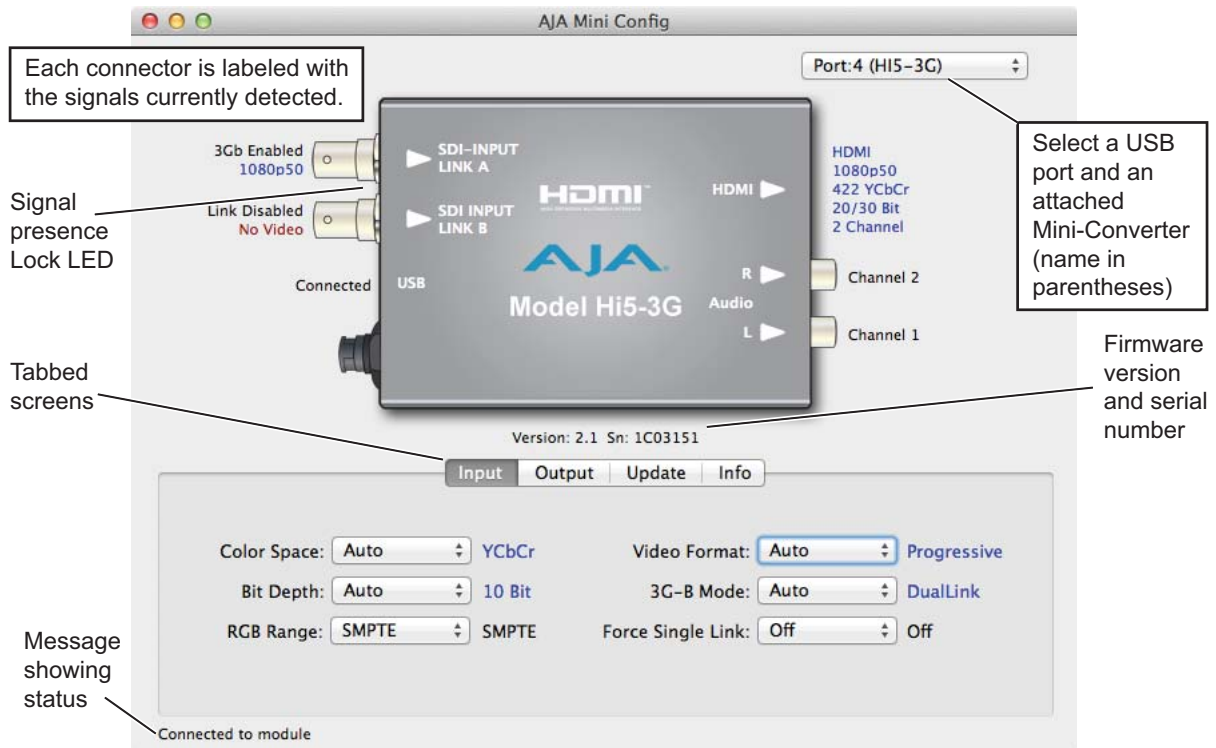 AJA Mini Config
Each connector is labeled with
the signals currently detected.
Port:4 (HI5-3G)
Select a USB
port and an
attached
Mini-Converter
(name in
parentheses)
3Gb Enabled
1080p50
Signal
presence
Lock LED
Link Disabled
No Video
Connected
SDI-INPUT
LINK A
SDI INPUT
LINK B
USB
HDMI
AJA
Model Hi5-3G
HDMI
R
Audio
L
HDMI
1080p50
422 YCbCr
20/30 Bit
2 Channel
Channel 2
Channel 1
Firmware
version
and serial
number
Tabbed
screens
Version: 2.1 Sn: 1C03151
Input Output Update Info
Color Space: Auto YCbCr Video Format: Auto Progressive
Bit Depth: Auto 10 Bit 3G-B Mode: Auto DualLink
RGB Range: SMPTE SMPTE Force Single Link: Off Off
Message
showing
status
Connected to module